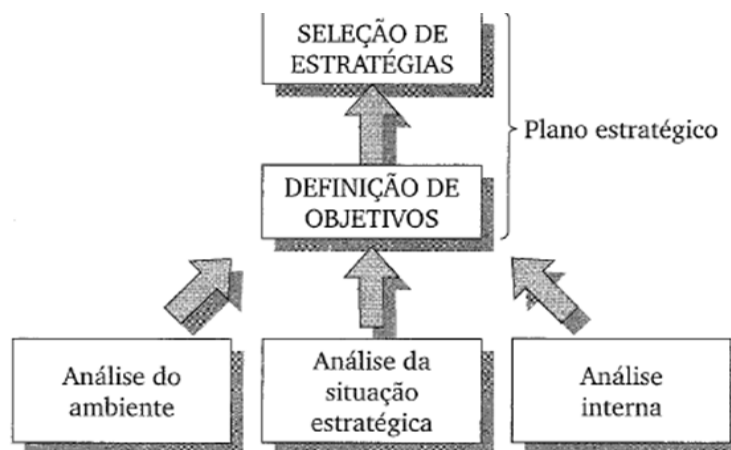 SELEÇÃO DE
ESTRATÉGIAS
Plano estratégico
DEFINIÇÃO DE
OBJETIVOS
Análise do
ambiente
Análise da
situação
estratégica
Análise
interna